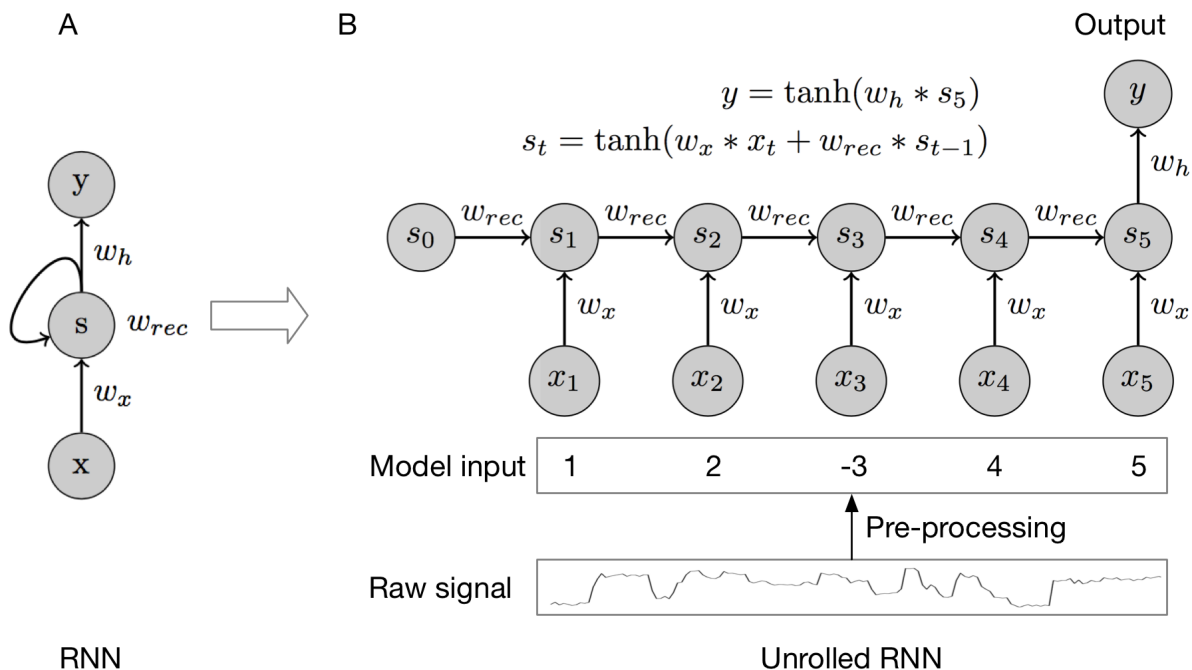 A
y
w_h
s
w_rec
w_x
x
RNN
B
Output
y = tanh(w_h * s_5)
y
s_t = tanh(w_x * x_t + w_rec * s_{t−1})
w_h
w_rec w_rec w_rec w_rec w_rec
s_0 s_1 s_2 s_3 s_4 s_5
w_x w_x w_x w_x w_x
x_1 x_2 x_3 x_4 x_5
Model input 1 2 -3 4 5
Pre-processing
Raw signal
Unrolled RNN